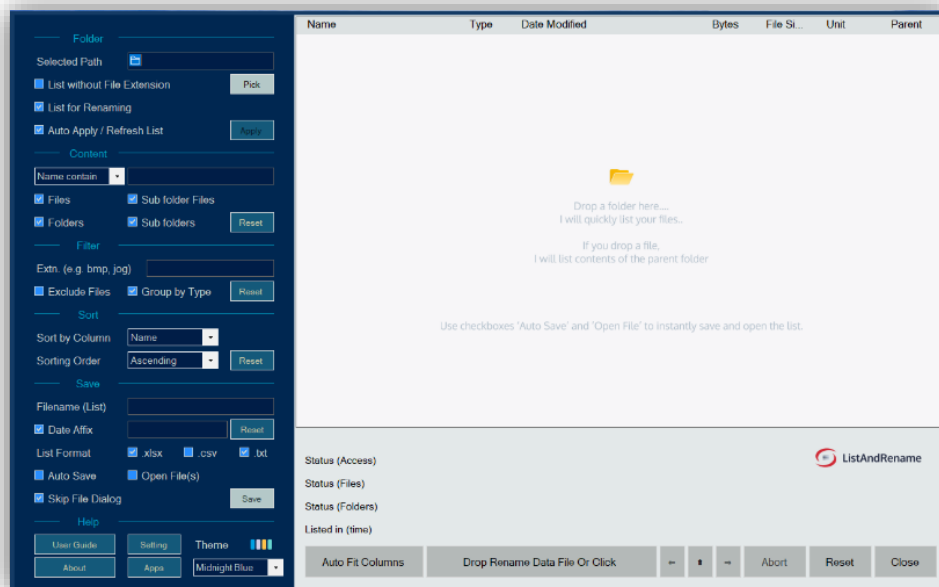 Folder
Selected Path
List without File Extension
Pick
List for Renaming
Auto Apply / Refresh List
Apply
Content
Name contain
Files
Sub folder Files
Folders
Sub folders
Reset
Filter
Extn. (e.g. bmp, jog)
Exclude Files
Group by Type
Reset
Sort
Sort by Column
Name
Sorting Order
Ascending
Reset
Save
Filename (List)
Date Affix
Reset
List Format
.xlsx
.csv
.txt
Auto Save
Open File(s)
Skip File Dialog
Save
Help
User Guide
Setting
Theme
About
Apps
Midnight Blue
Name
Type
Date Modified
Bytes
File Si...
Unit
Parent
Drop a folder here....
I will quickly list your files..
If you drop a file,
I will list contents of the parent folder
Use checkboxes 'Auto Save' and 'Open File' to instantly save and open the list.
Status (Access)
Status (Files)
Status (Folders)
Listed in (time)
ListAndRename
Auto Fit Columns
Drop Rename Data File Or Click
Abort
Reset
Close